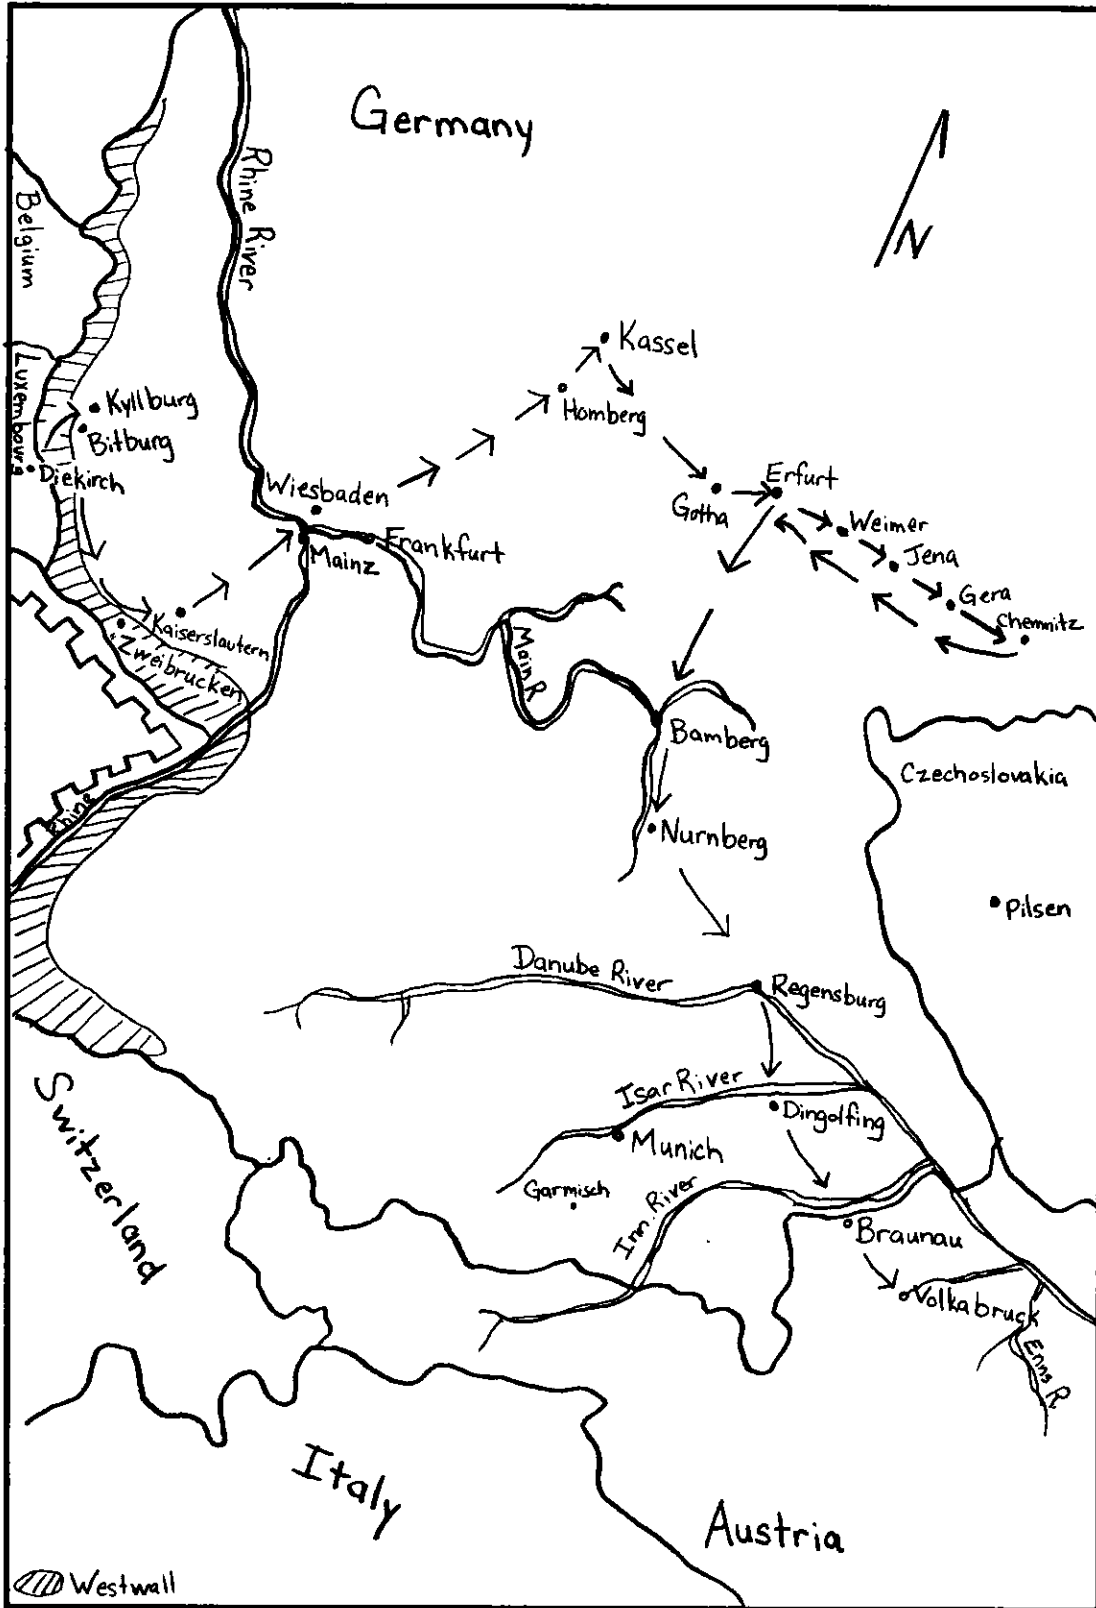 Germany
Rhine River
N
Belgium
Luxembourg
Kassel
Homberg
Kyllburg
Bitburg
Diekirch
Wiesbaden
Erfurt
Gotha
Weimer
Jena
Gera
Chemnitz
Frankfurt
Mainz
Kaiserslautern
Zweibrucken
Main R
Bamberg
Czechoslovakia
Rhine
Nurnberg
Pilsen
Danube River
Regensburg
Isar River
Dingolfing
Munich
Switzerland
Garmisch
Inn River
Braunau
Volkabruck
Enns R.
Italy
Austria
Westwall